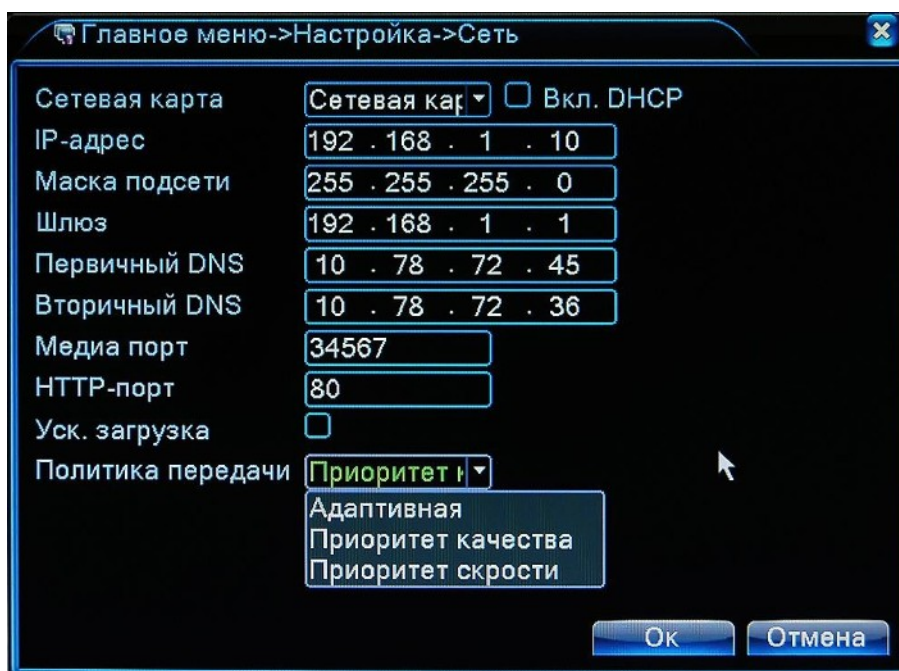 Главное меню->Настройка->Сеть
Сетевая карта Сетевая кар Вкл. DHCP
IP-адрес 192 . 168 . 1 . 10
Маска подсети 255 . 255 . 255 . 0
Шлюз 192 . 168 . 1 . 1
Первичный DNS 10 . 78 . 72 . 45
Вторичный DNS 10 . 78 . 72 . 36
Медиа порт 34567
HTTP-порт 80
Уск. загрузка
Политика передачи Приоритет к
Адаптивная
Приоритет качества
Приоритет скрости
Ок Отмена